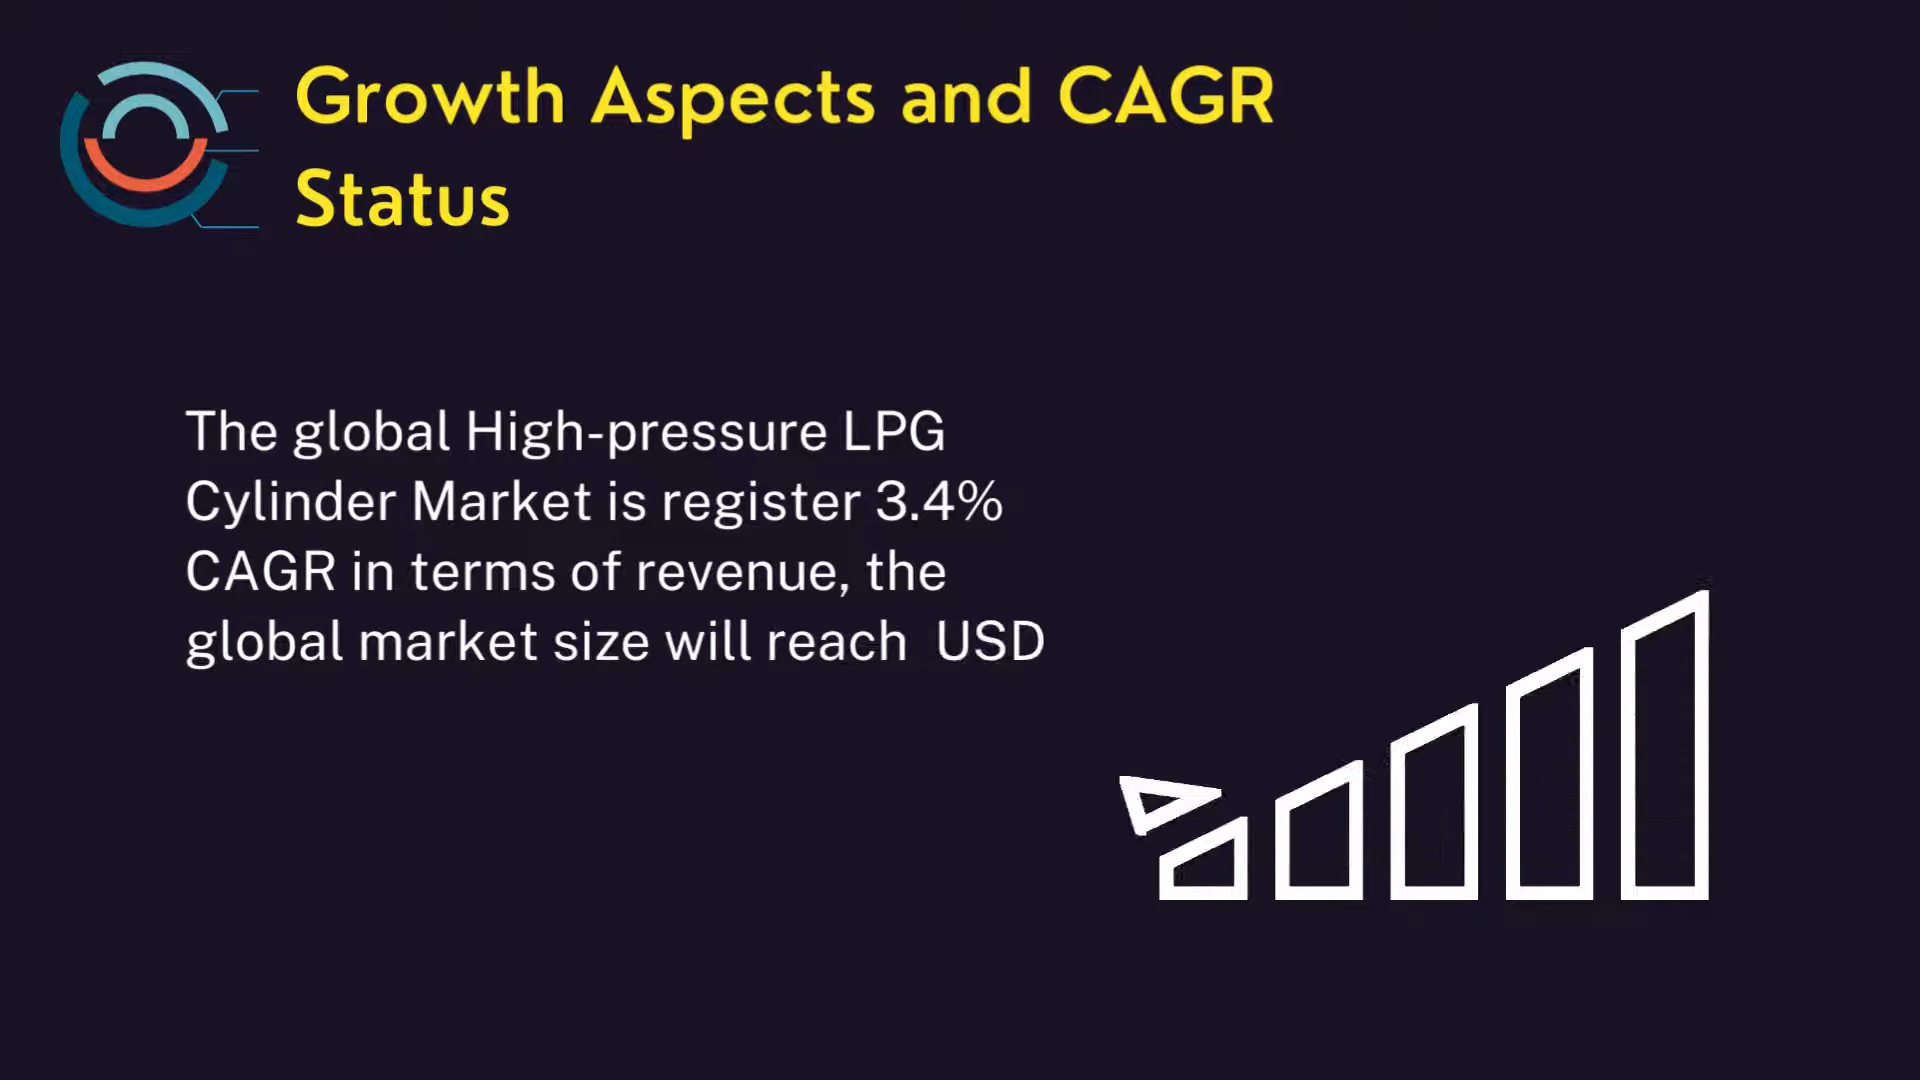 Growth Aspects and CAGR
Status
The global High-pressure LPG
Cylinder Market is register 3.4%
CAGR in terms of revenue, the
global market size will reach  USD